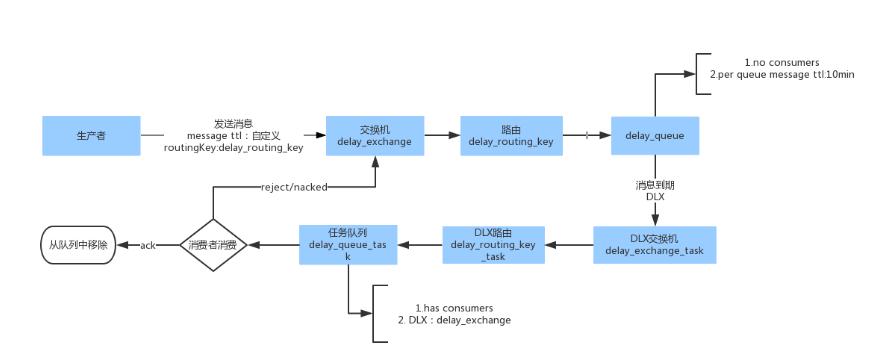 1.no consumers
2.per queue message ttl:10min
生产者
发送消息
message ttl：自定义
routingKey:delay_routing_key
交换机
delay_exchange
路由
delay_routing_key
delay_queue
reject/nacked
消息到期
DLX
从队列中移除
ack
消费者消费
任务队列
delay_queue_tas
k
DLX路由
delay_routing_key
_task
DLX交换机
delay_exchange_task
1.has consumers
2. DLX：delay_exchange